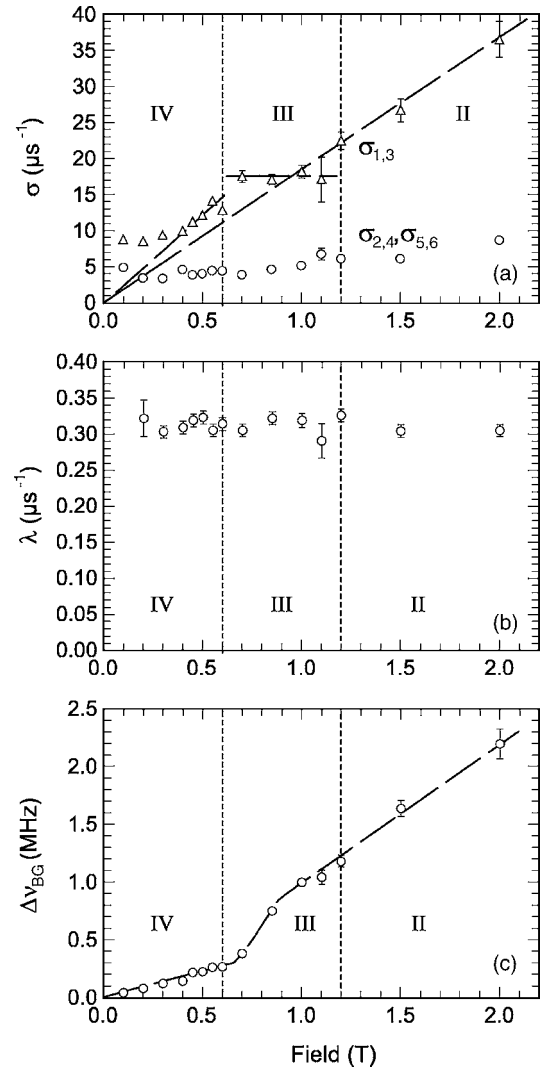 40
35
30
25
20
15
10
5
0
σ (μs⁻¹)
IV III II
σ1,3
σ2,4,σ5,6
(a)
0.0 0.5 1.0 1.5 2.0
0.40
0.35
0.30
0.25
0.20
0.15
0.10
0.05
0.00
λ (μs⁻¹)
IV III II
(b)
0.0 0.5 1.0 1.5 2.0
2.5
2.0
1.5
1.0
0.5
0.0
ΔνBG (MHz)
IV III II
(c)
0.0 0.5 1.0 1.5 2.0
Field (T)